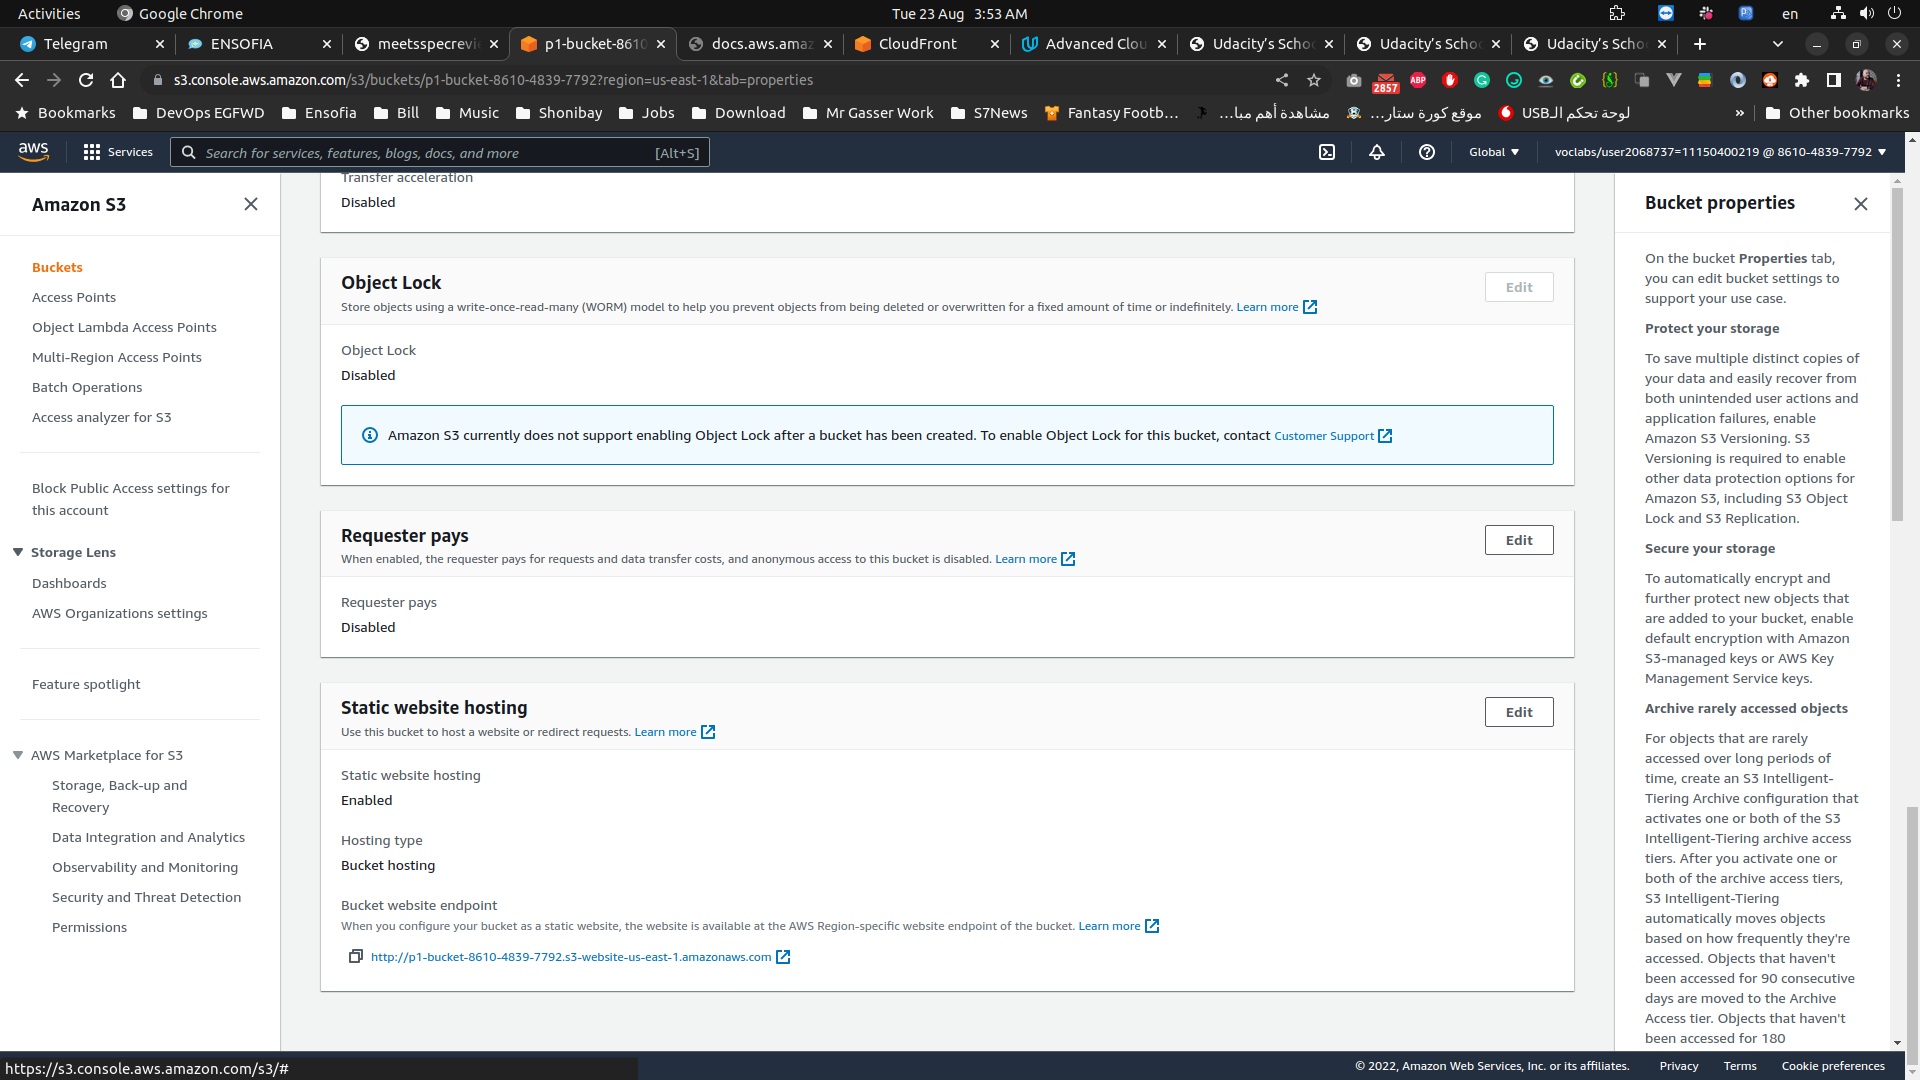 Activities
Google Chrome
Tue 23 Aug 3:53 AM
en
Telegram
ENSOFIA
meetsspecrevi
p1-bucket-8610
docs.aws.amaz
CloudFront
Advanced Clou
Udacity's Scho
Udacity's Scho
Udacity's Scho
s3.console.aws.amazon.com/s3/buckets/p1-bucket-8610-4839-7792?region=us-east-1&tab=properties
2857
ABP
Bookmarks
DevOps EGFWD
Ensofia
Bill
Music
Shonibay
Jobs
Download
Mr Gasser Work
S7News
Fantasy Footb...
مشاهدة أهم مبا...
موقع كورة ستار...
لوحة تحكم الـUSB
»
Other bookmarks
aws
Services
Search for services, features, blogs, docs, and more
[Alt+S]
Global
voclabs/user2068737=11150400219 @ 8610-4839-7792
Amazon S3
Buckets
Access Points
Object Lambda Access Points
Multi-Region Access Points
Batch Operations
Access analyzer for S3
Block Public Access settings for
this account
Storage Lens
Dashboards
AWS Organizations settings
Feature spotlight
AWS Marketplace for S3
Storage, Back-up and
Recovery
Data Integration and Analytics
Observability and Monitoring
Security and Threat Detection
Permissions
Transfer acceleration
Disabled
Object Lock
Edit
Store objects using a write-once-read-many (WORM) model to help you prevent objects from being deleted or overwritten for a fixed amount of time or indefinitely. Learn more
Object Lock
Disabled
Amazon S3 currently does not support enabling Object Lock after a bucket has been created. To enable Object Lock for this bucket, contact Customer Support
Requester pays
Edit
When enabled, the requester pays for requests and data transfer costs, and anonymous access to this bucket is disabled. Learn more
Requester pays
Disabled
Static website hosting
Edit
Use this bucket to host a website or redirect requests. Learn more
Static website hosting
Enabled
Hosting type
Bucket hosting
Bucket website endpoint
When you configure your bucket as a static website, the website is available at the AWS Region-specific website endpoint of the bucket. Learn more
http://p1-bucket-8610-4839-7792.s3-website-us-east-1.amazonaws.com
Bucket properties
On the bucket Properties tab,
you can edit bucket settings to
support your use case.
Protect your storage
To save multiple distinct copies of
your data and easily recover from
both unintended user actions and
application failures, enable
Amazon S3 Versioning. S3
Versioning is required to enable
other data protection options for
Amazon S3, including S3 Object
Lock and S3 Replication.
Secure your storage
To automatically encrypt and
further protect new objects that
are added to your bucket, enable
default encryption with Amazon
S3-managed keys or AWS Key
Management Service keys.
Archive rarely accessed objects
For objects that are rarely
accessed over long periods of
time, create an S3 Intelligent-
Tiering Archive configuration that
activates one or both of the S3
Intelligent-Tiering archive access
tiers. After you activate one or
both of the archive access tiers,
S3 Intelligent-Tiering
automatically moves objects
based on how frequently they're
accessed. Objects that haven't
been accessed for 90 consecutive
days are moved to the Archive
Access tier. Objects that haven't
been accessed for 180
https://s3.console.aws.amazon.com/s3/#
© 2022, Amazon Web Services, Inc. or its affiliates.
Privacy
Terms
Cookie preferences